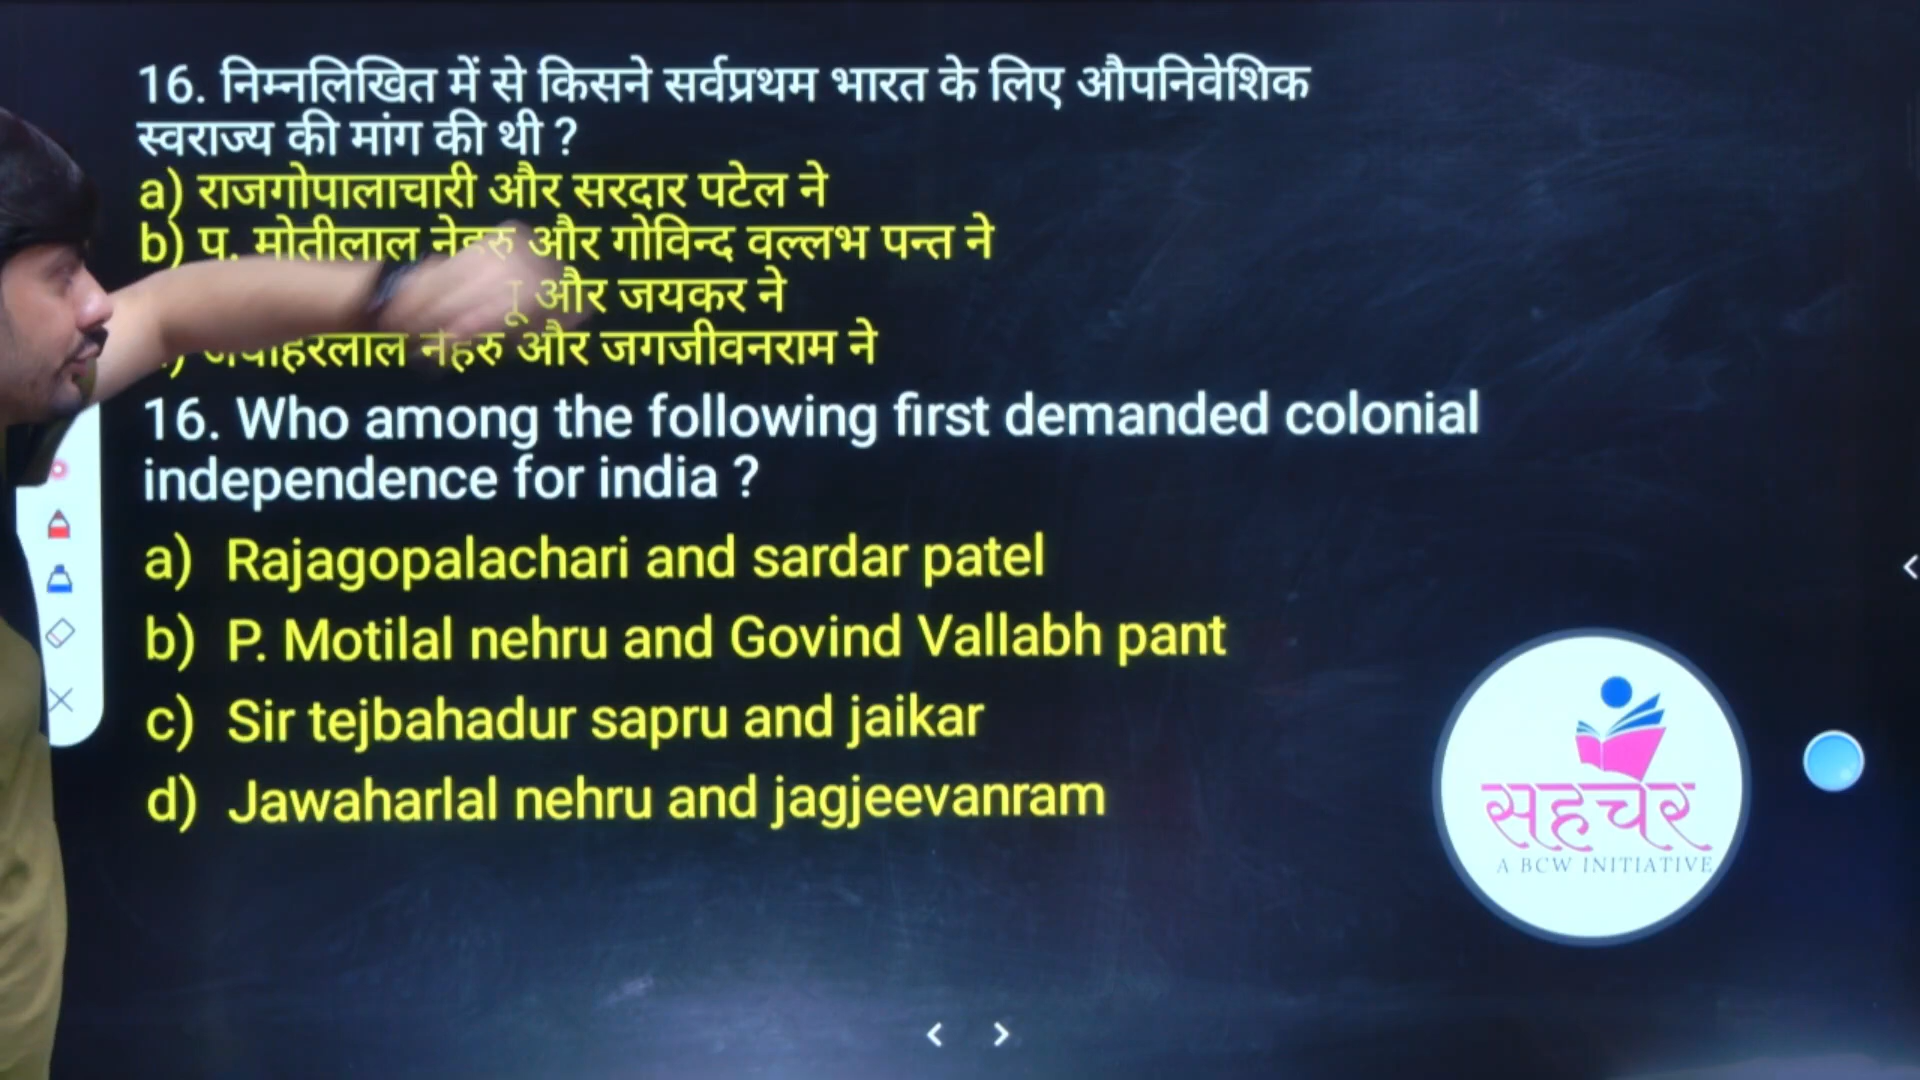 16. निम्नलिखित में से किसने सर्वप्रथम भारत के लिए औपनिवेशिक
स्वराज्य की मांग की थी ?
a) राजगोपालाचारी और सरदार पटेल ने
b) प. मोतीलाल नेहरु और गोविन्द वल्लभ पन्त ने
और जयकर ने
नेहरु और जगजीवनराम ने
16. Who among the following first demanded colonial
independence for india ?
a) Rajagopalachari and sardar patel
b) P. Motilal nehru and Govind Vallabh pant
c) Sir tejbahadur sapru and jaikar
d) Jawaharlal nehru and jagjeevanram
सहचर
A BCW INITIATIVE